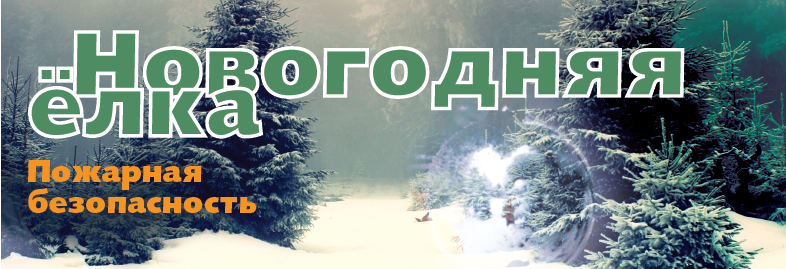 Новогодняя
ёлка
Пожарная
безопасность